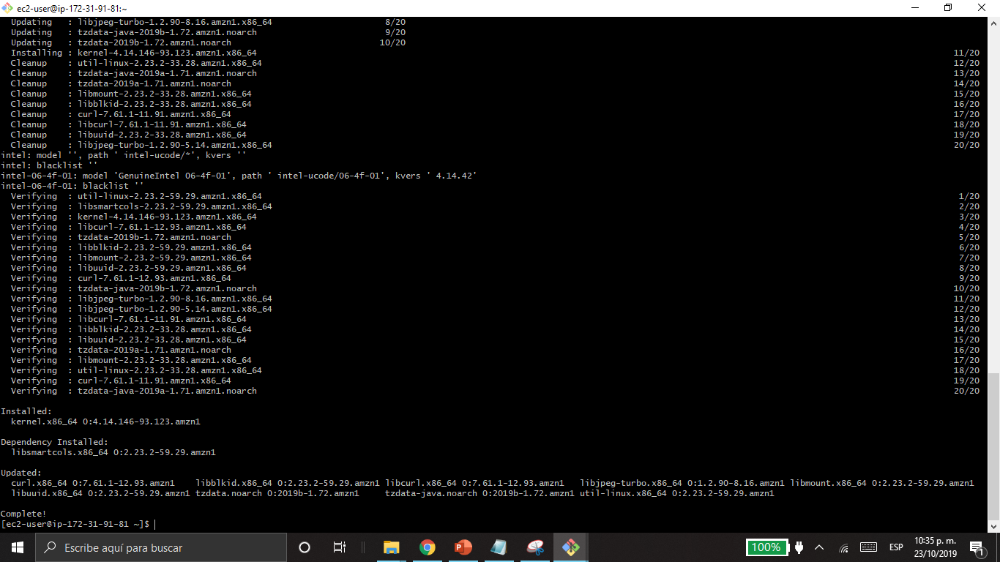 ec2-user@ip-172-31-91-81:~
Updating : libjpeg-turbo-1.2.90-8.16.amzn1.x86_64 8/20
Updating : tzdata-java-2019b-1.72.amzn1.noarch 9/20
Updating : tzdata-2019b-1.72.amzn1.noarch 10/20
Installing : kernel-4.14.146-93.123.amzn1.x86_64 11/20
Cleanup : util-linux-2.23.2-33.28.amzn1.x86_64 12/20
Cleanup : tzdata-java-2019a-1.71.amzn1.noarch 13/20
Cleanup : tzdata-2019a-1.71.amzn1.noarch 14/20
Cleanup : libmount-2.23.2-33.28.amzn1.x86_64 15/20
Cleanup : libblkid-2.23.2-33.28.amzn1.x86_64 16/20
Cleanup : curl-7.61.1-11.91.amzn1.x86_64 17/20
Cleanup : libcurl-7.61.1-11.91.amzn1.x86_64 18/20
Cleanup : libuuid-2.23.2-33.28.amzn1.x86_64 19/20
Cleanup : libjpeg-turbo-1.2.90-5.14.amzn1.x86_64 20/20
intel: model '', path ' intel-ucode/*', kvers ''
intel: blacklist ''
intel-06-4f-01: model 'GenuineIntel 06-4f-01', path ' intel-ucode/06-4f-01', kvers ' 4.14.42'
intel-06-4f-01: blacklist ''
Verifying : util-linux-2.23.2-59.29.amzn1.x86_64 1/20
Verifying : libsmartcols-2.23.2-59.29.amzn1.x86_64 2/20
Verifying : kernel-4.14.146-93.123.amzn1.x86_64 3/20
Verifying : libcurl-7.61.1-12.93.amzn1.x86_64 4/20
Verifying : tzdata-2019b-1.72.amzn1.noarch 5/20
Verifying : libblkid-2.23.2-59.29.amzn1.x86_64 6/20
Verifying : libmount-2.23.2-59.29.amzn1.x86_64 7/20
Verifying : libuuid-2.23.2-59.29.amzn1.x86_64 8/20
Verifying : curl-7.61.1-12.93.amzn1.x86_64 9/20
Verifying : tzdata-java-2019b-1.72.amzn1.noarch 10/20
Verifying : libjpeg-turbo-1.2.90-8.16.amzn1.x86_64 11/20
Verifying : libjpeg-turbo-1.2.90-5.14.amzn1.x86_64 12/20
Verifying : libcurl-7.61.1-11.91.amzn1.x86_64 13/20
Verifying : libblkid-2.23.2-33.28.amzn1.x86_64 14/20
Verifying : libuuid-2.23.2-33.28.amzn1.x86_64 15/20
Verifying : tzdata-2019a-1.71.amzn1.noarch 16/20
Verifying : libmount-2.23.2-33.28.amzn1.x86_64 17/20
Verifying : util-linux-2.23.2-33.28.amzn1.x86_64 18/20
Verifying : curl-7.61.1-11.91.amzn1.x86_64 19/20
Verifying : tzdata-java-2019a-1.71.amzn1.noarch 20/20
Installed:
kernel.x86_64 0:4.14.146-93.123.amzn1
Dependency Installed:
libsmartcols.x86_64 0:2.23.2-59.29.amzn1
Updated:
curl.x86_64 0:7.61.1-12.93.amzn1 libblkid.x86_64 0:2.23.2-59.29.amzn1 libcurl.x86_64 0:7.61.1-12.93.amzn1 libjpeg-turbo.x86_64 0:1.2.90-8.16.amzn1 libmount.x86_64 0:2.23.2-59.29.amzn1
libuuid.x86_64 0:2.23.2-59.29.amzn1 tzdata.noarch 0:2019b-1.72.amzn1 tzdata-java.noarch 0:2019b-1.72.amzn1 util-linux.x86_64 0:2.23.2-59.29.amzn1
Complete!
[ec2-user@ip-172-31-91-81 ~]$
Escribe aquí para buscar
100%
ESP
10:35 p. m.
23/10/2019
1